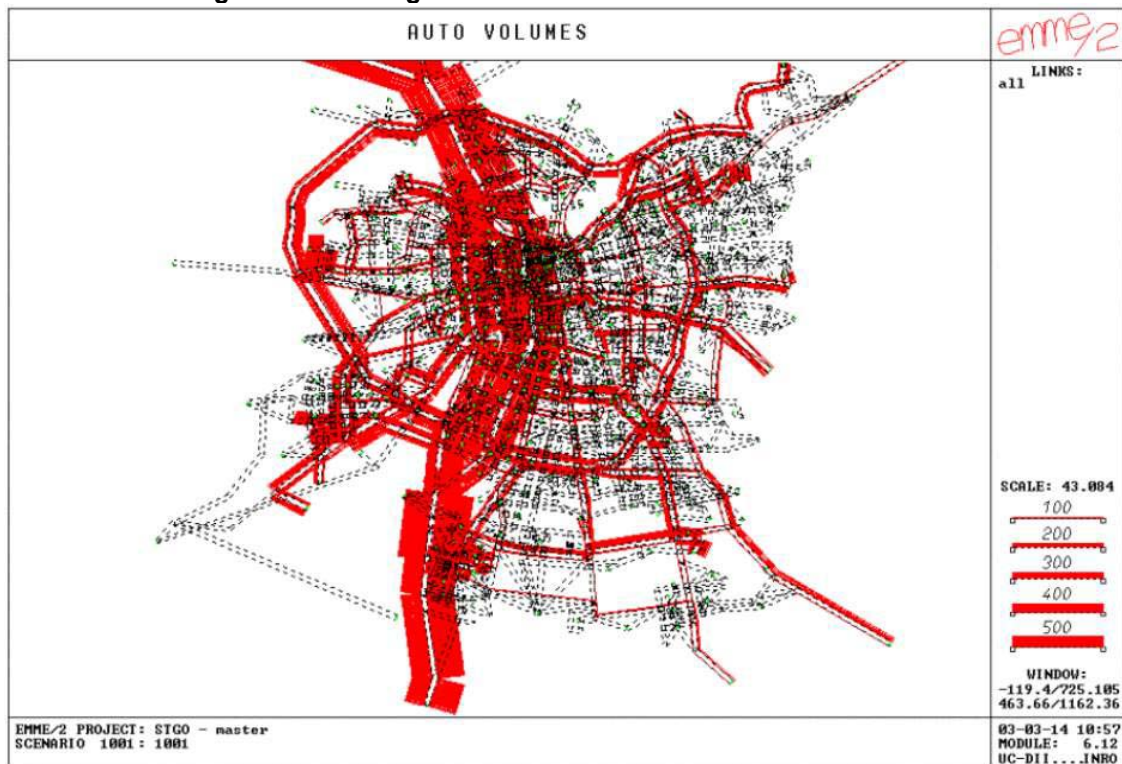 AUTO VOLUMES
emme/2
LINKS:
all
SCALE: 43.084
100
200
300
400
500
WINDOW:
-119.4/725.105
463.66/1162.36
EMME/2 PROJECT: STGO - master
SCENARIO 1001: 1001
03-03-14 10:57
MODULE: 6.12
UC-DII....INRO